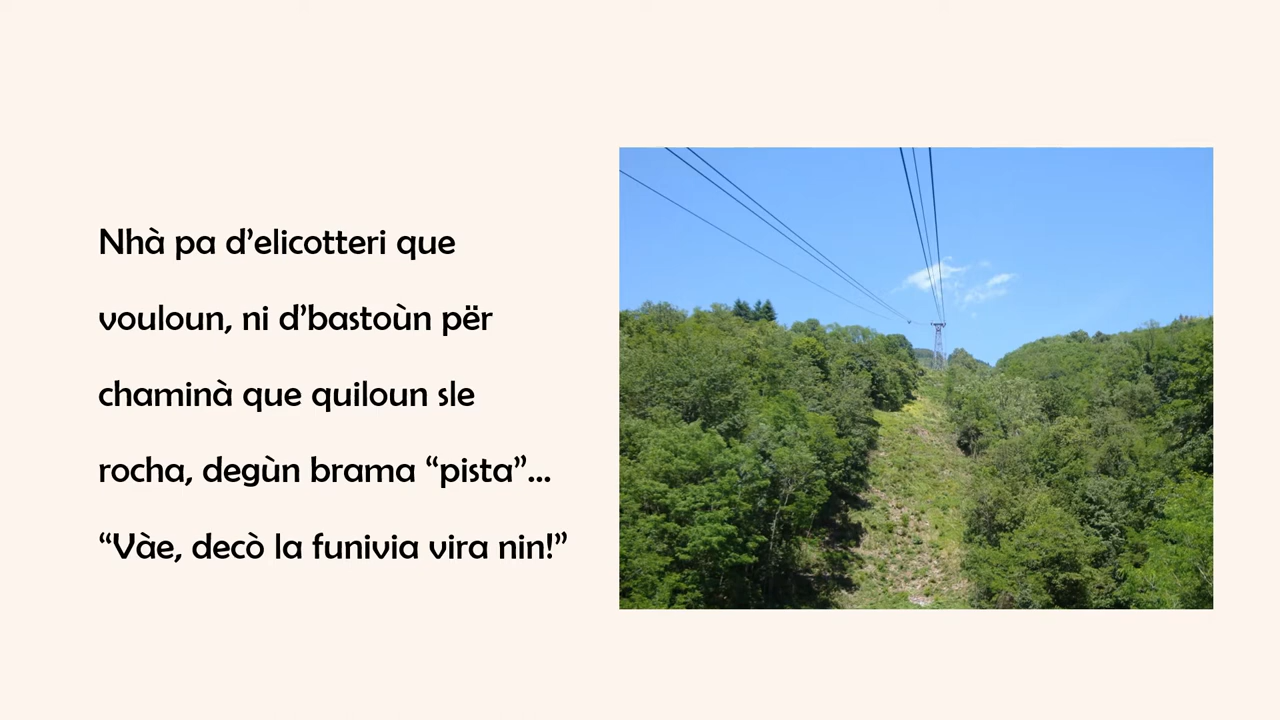 Nhà pa d’elicotteri que
vouloun, ni d’bastoùn për
chaminà que quiloun sle
rocha, degùn brama “pista”...
“Vàe, decò la funivia vira nin!”